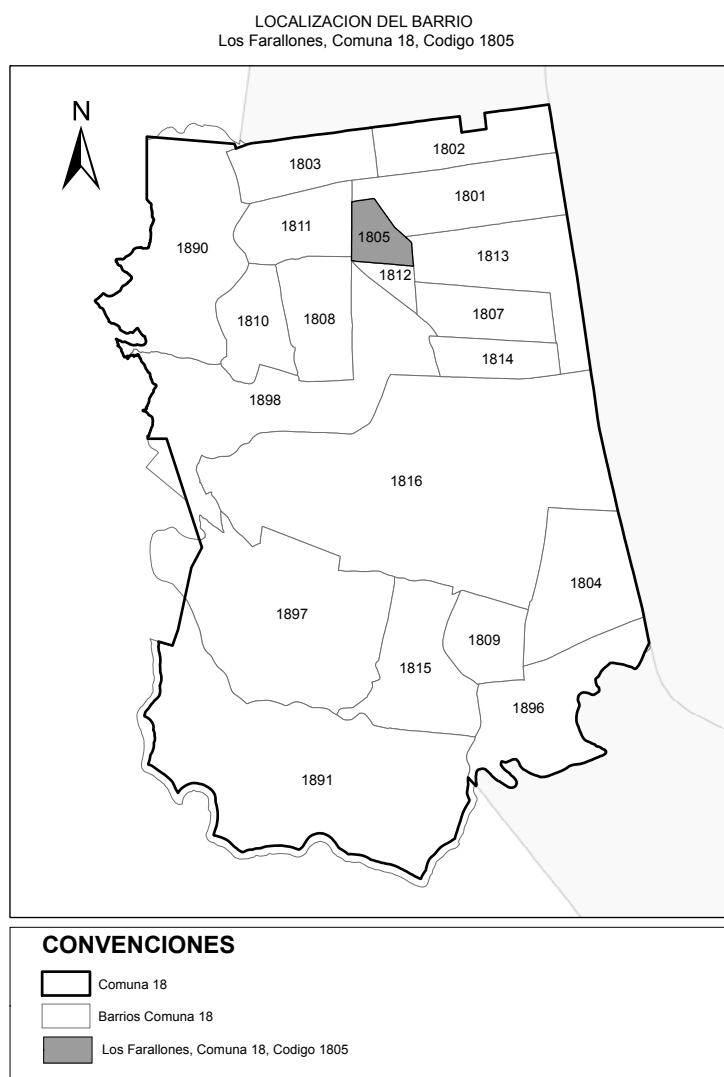 LOCALIZACION DEL BARRIO
Los Farallones, Comuna 18, Codigo 1805
N
1802
1803
1801
1811
1805
1890
1813
1812
1807
1810
1808
1814
1898
1816
1804
1897
1809
1815
1896
1891
CONVENCIONES
Comuna 18
Barrios Comuna 18
Los Farallones, Comuna 18, Codigo 1805